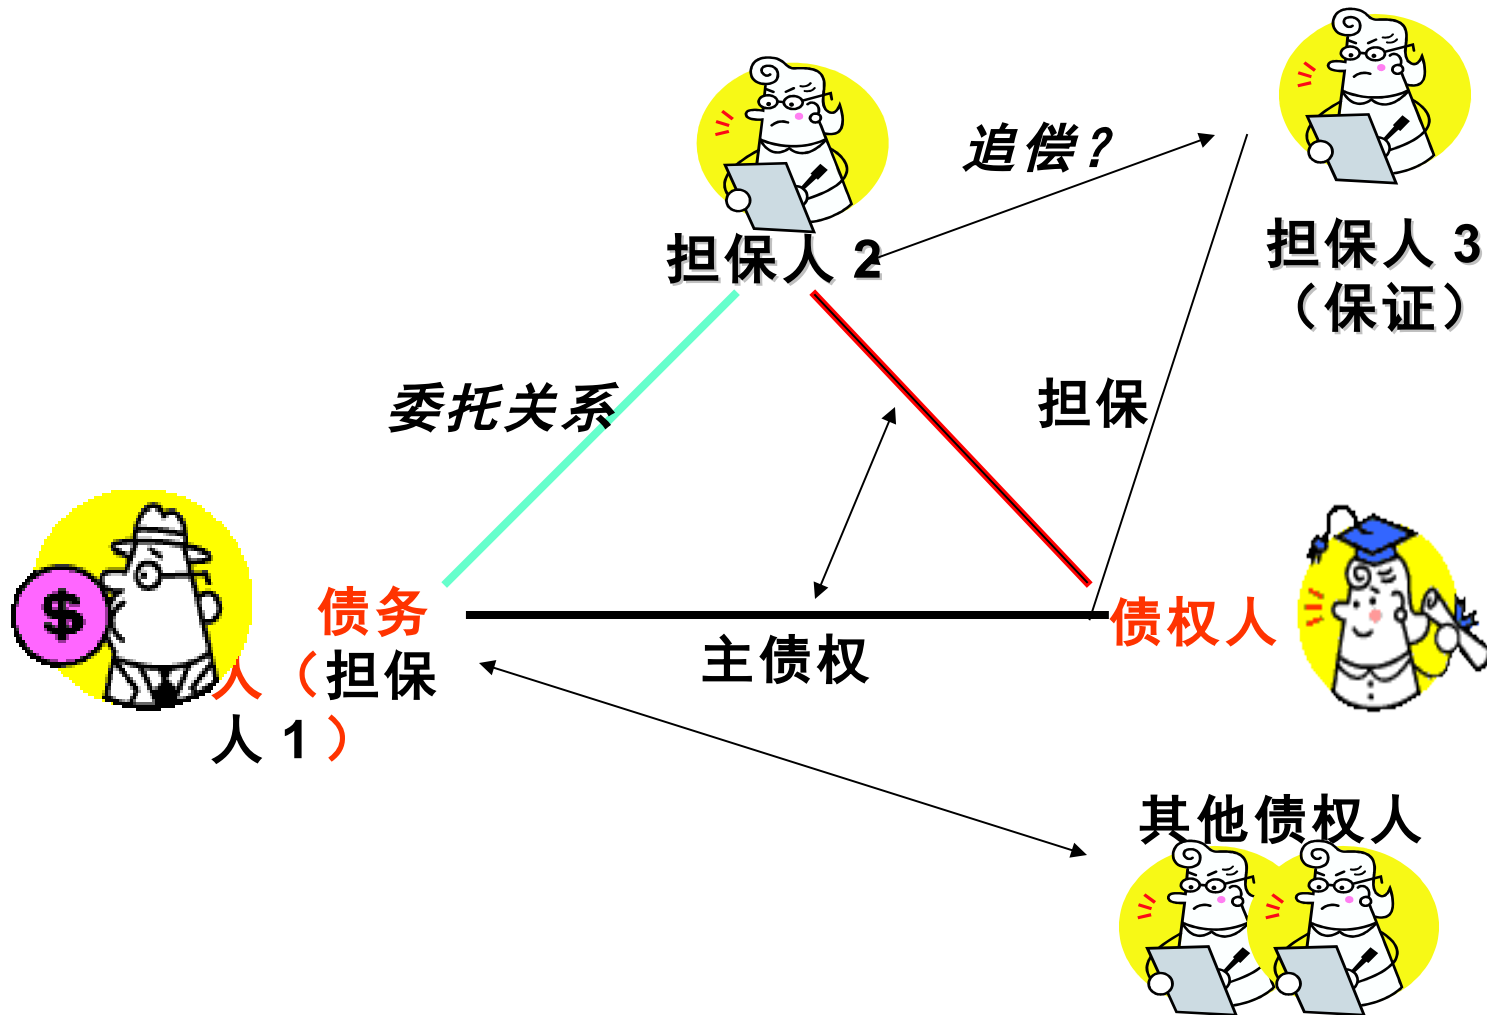 追偿？
担保人 2
担保人 3
（保证）
委托关系
担保
债务
人（担保
人 1 ）
债权人
主债权
其他债权人
$